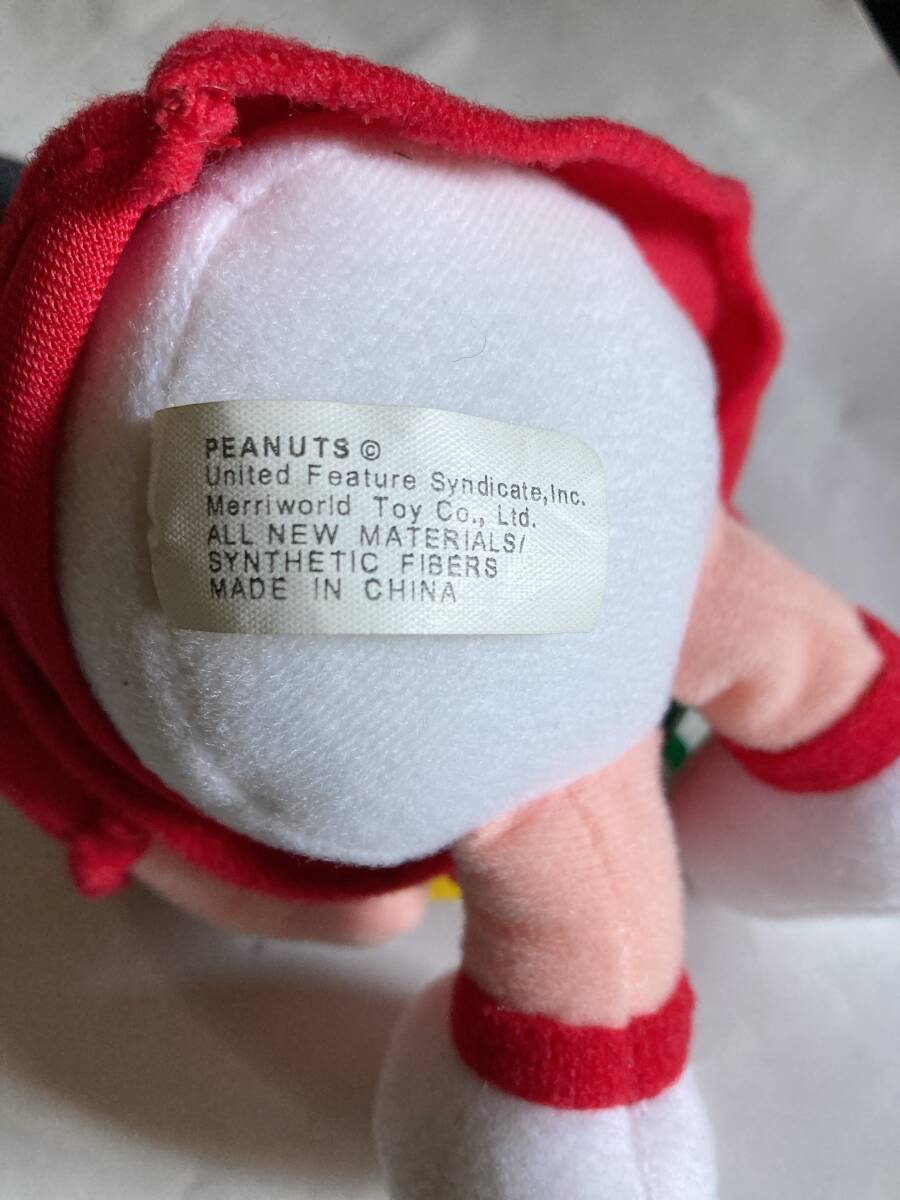 PEANUTS ©
United Feature Syndicate,Inc.
Merriworld Toy Co., Ltd.
ALL NEW MATERIALS/
SYNTHETIC FIBERS
MADE IN CHINA